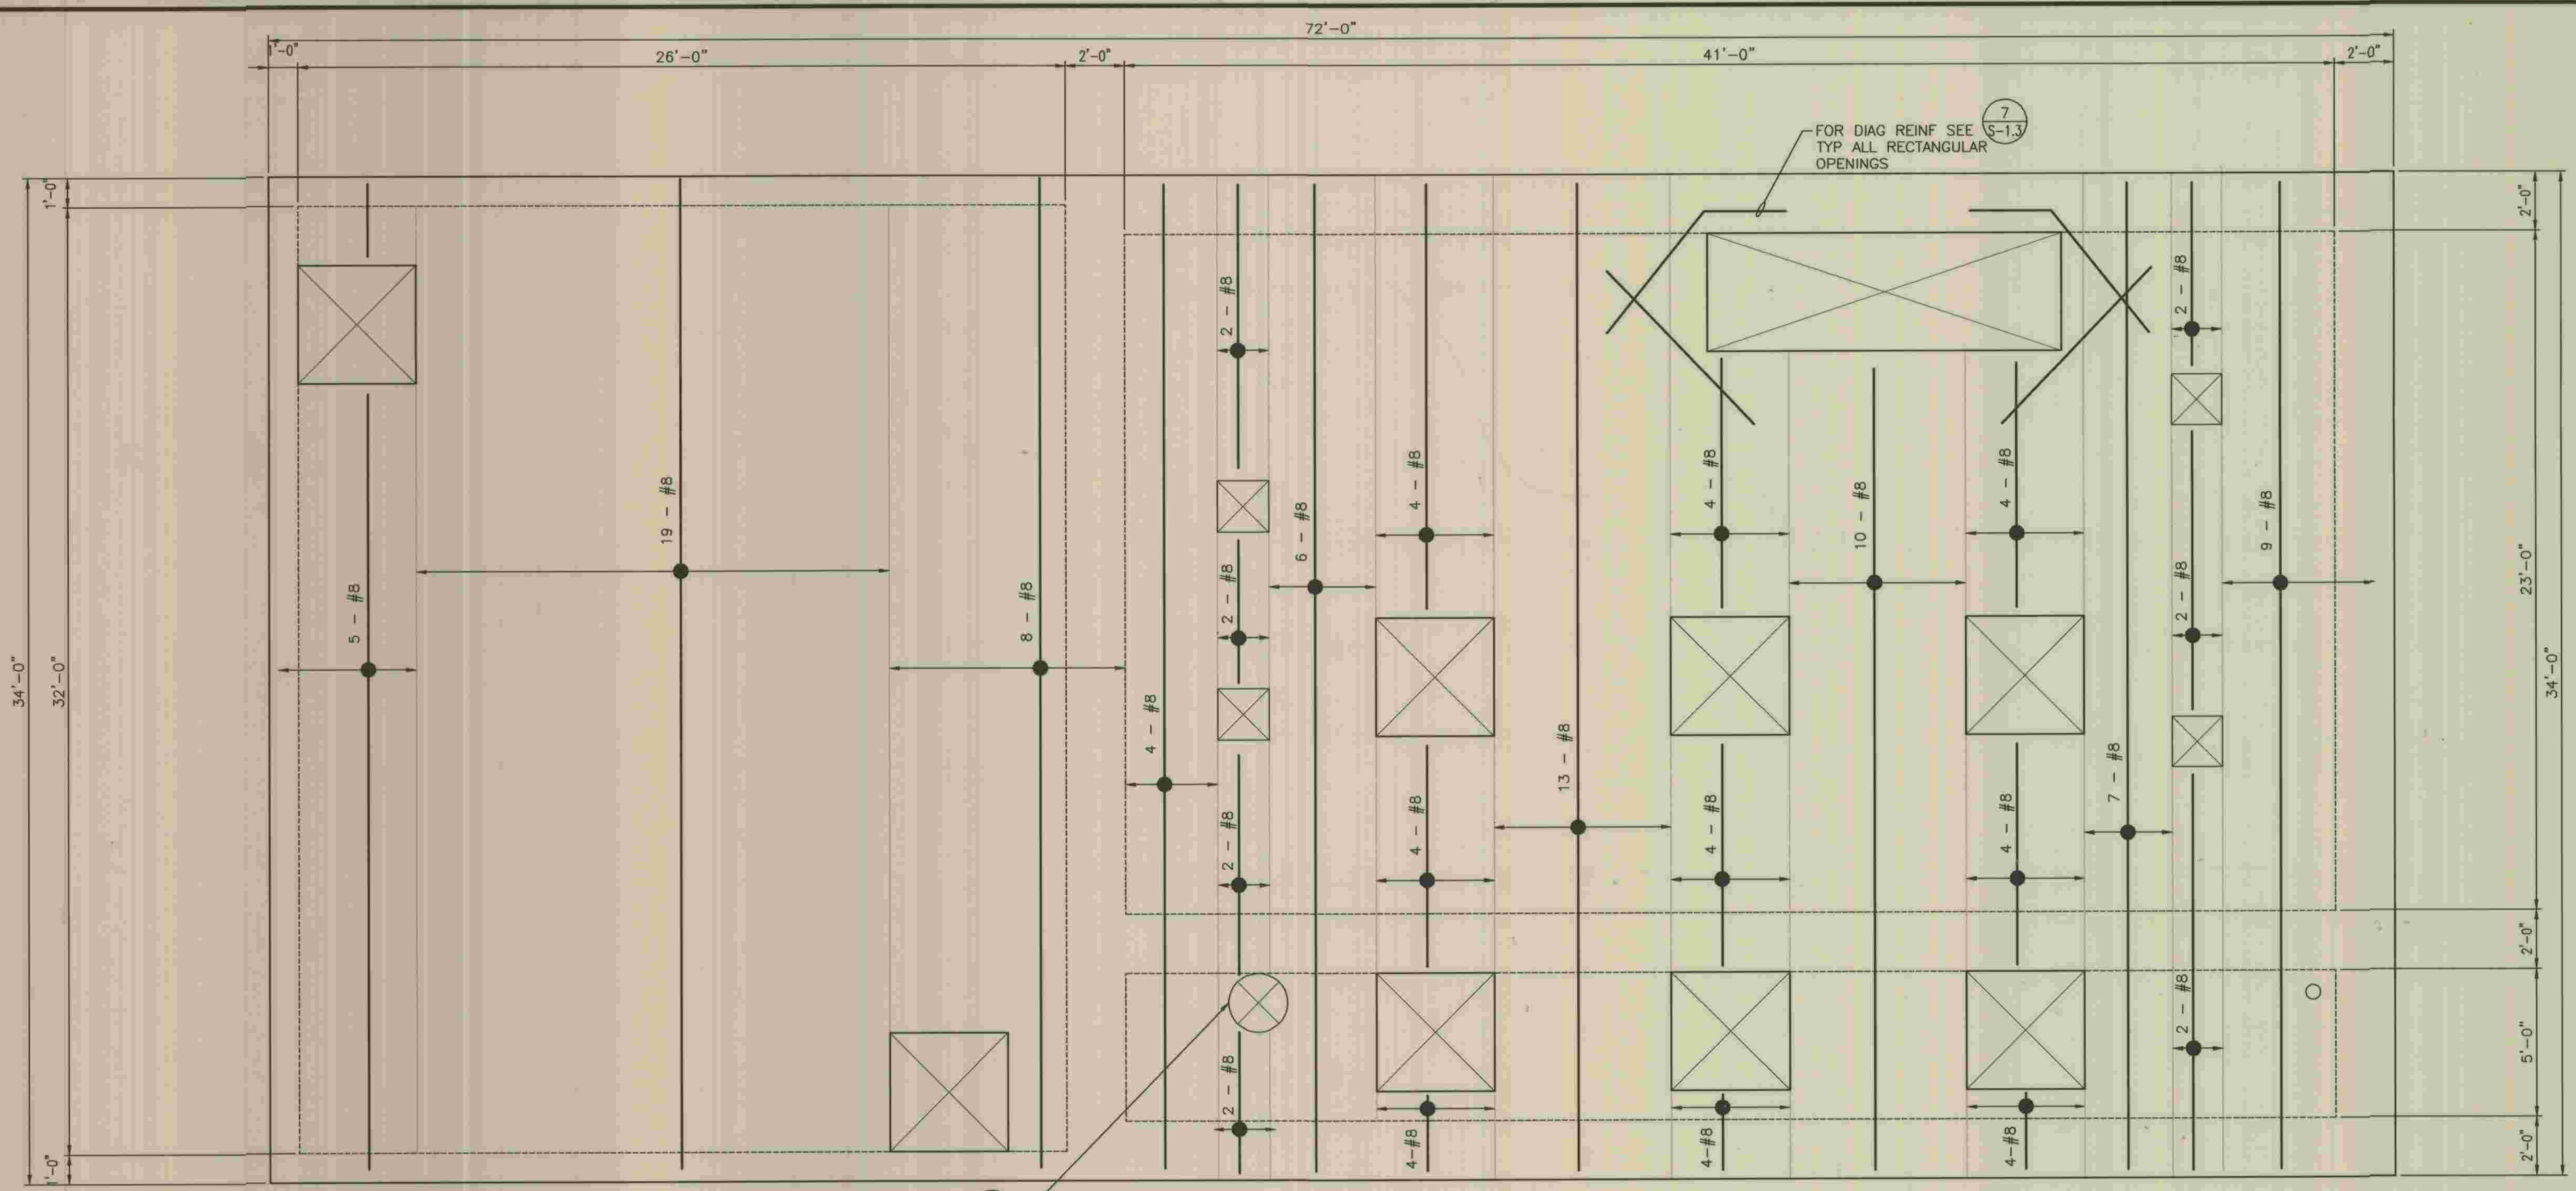 72'-0"
1'-0"
26'-0"
2'-0"
41'-0"
2'-0"
7
S-1.3
FOR DIAG REINF SEE
TYP ALL RECTANGULAR
OPENINGS
1'-0"
34'-0"
32'-0"
1'-0"
5 - #8
19 - #8
8 - #8
4 - #8
2 - #8
2 - #8
2 - #8
2 - #8
6 - #8
4 - #8
4 - #8
4-#8
13 - #8
4 - #8
4 - #8
4-#8
10 - #8
4 - #8
4 - #8
4-#8
7 - #8
2 - #8
2 - #8
2 - #8
9 - #8
2'-0"
23'-0"
2'-0"
5'-0"
2'-0"
34'-0"